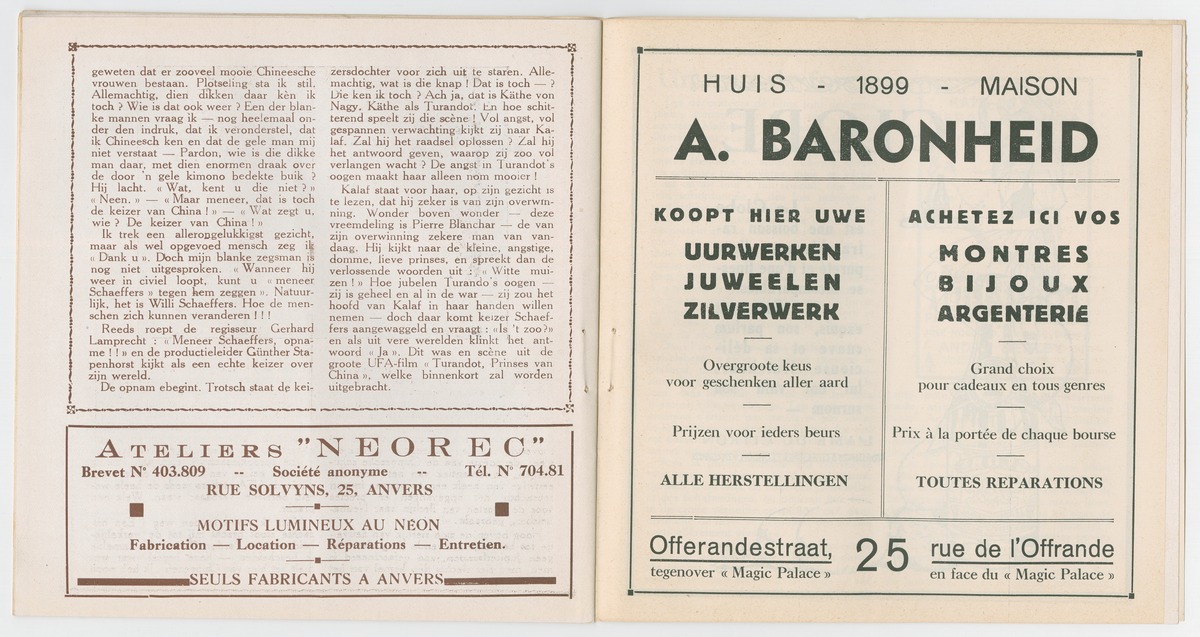 geweten dat er zooveel mooie Chineesche
vrouwen bestaan. Plotseling sta ik stil.
Allemachtig, dien dikken daar kèn ik
toch ? Wie is dat ook weer ? Een der blan-
ke mannen vraag ik — nog heelemaal on-
der den indruk, dat ik veronderstel, dat
ik Chineesch ken en dat de gele man mij
niet verstaat — Pardon, wie is die dikke
man daar, met dien enormen draak over
de door 'n gele kimono bedekte buik ?
Hij lacht. « Wat, kent u die niet ? »
« Neen. » — « Maar meneer, dat is toch
de keizer van China ! » — « Wat zegt u,
wie ? De keizer van China ! »
Ik trek een alleropgelukkigst gezicht,
maar als wel opgevoed mensch zeg ik
« Dank u ». Doch mijn blanke zegsman is
nog niet uitgesproken. « Wanneer hij
weer in civiel loopt, kunt u «meneer
Schaeffers » tegen hem zeggen ». Natuur-
lijk, het is Willi Schaeffers. Hoe de men-
schen zich kunnen veranderen ! ! !
Reeds roept de regisseur Gerhard
Lamprecht : « Meneer Schaeffers, opna-
me ! ! » en de productieleider Günther Sta-
penhorst kijkt als een echte keizer over
zijn wereld.
De opnam ebegint. Trotsch staat de kei-
zersdochter voor zich uit te staren. Alle-
machtig, wat is die knap ! Dat is toch — ?
Die ken ik toch ? Ach ja, dat is Käthe von
Nagy, Käthe als Turandot. En hoe schit-
terend speelt zij die scène ! Vol angst, vol
gespannen verwachting kijkt zij naar Ka-
laf. Zal hij het raadsel oplossen ? Zal hij
het antwoord geven, waarop zij zoo vol
verlangen wacht ? De angst in Turandot's
oogen maakt haar alleen nom mooier !
Kalaf staat voor haar, op zijn gezicht is
te lezen, dat hij zeker is van zijn overwin-
ning. Wonder boven wonder — deze
vreemdeling is Pierre Blanchar — de van
zijn overwinning zekere man van van-
daag. Hij kijkt naar de kleine, angstige,
domme, lieve prinses, en spreekt dan de
verlossende woorden uit : « Witte mui-
zen ! » Hoe jubelen Turando's oogen —
zij is geheel en al in de war — zij zou het
hoofd van Kalaf in haar handen willen
nemen — doch daar komt keizer Schaef-
fers aangewaggeld en vraagt : «Is 't zoo?»
en als uit vere werelden klinkt het ant-
woord « Ja ». Dit was en scène uit de
groote UFA-film « Turandot, Prinses van
China », welke binnenkort zal worden
uitgebracht.
ATELIERS "NEOREC"
Brevet N° 403.809 -- Société anonyme -- Tél. N° 704.81
RUE SOLVYNS, 25, ANVERS
MOTIFS LUMINEUX AU NÉON
Fabrication — Location — Réparations — Entretien.
SEULS FABRICANTS A ANVERS
HUIS - 1899 - MAISON
A. BARONHEID
KOOPT HIER UWE
UURWERKEN
JUWEELEN
ZILVERWERK
Overgroote keus
voor geschenken aller aard
Prijzen voor ieders beurs
ALLE HERSTELLINGEN
ACHETEZ ICI VOS
MONTRES
BIJOUX
ARGENTERIE
Grand choix
pour cadeaux en tous genres
Prix à la portée de chaque bourse
TOUTES REPARATIONS
Offerandestraat, 25 rue de l'Offrande
tegenover « Magic Palace » en face du « Magic Palace »